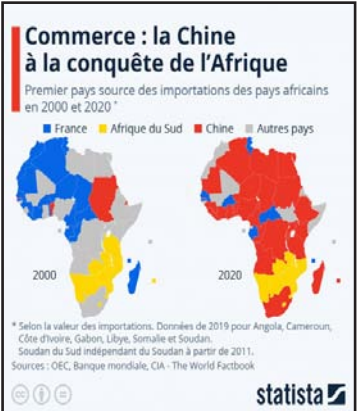 Commerce : la Chine
à la conquête de l'Afrique
Premier pays source des importations des pays africains
en 2000 et 2020 *
France Afrique du Sud Chine Autres pays
2000
2020
* Selon la valeur des importations. Données de 2019 pour Angola, Cameroun,
Côte d'Ivoire, Gabon, Libye, Somalie et Soudan.
Soudan du Sud indépendant du Soudan à partir de 2011.
Sources : OEC, Banque mondiale, CIA - The World Factbook
statista